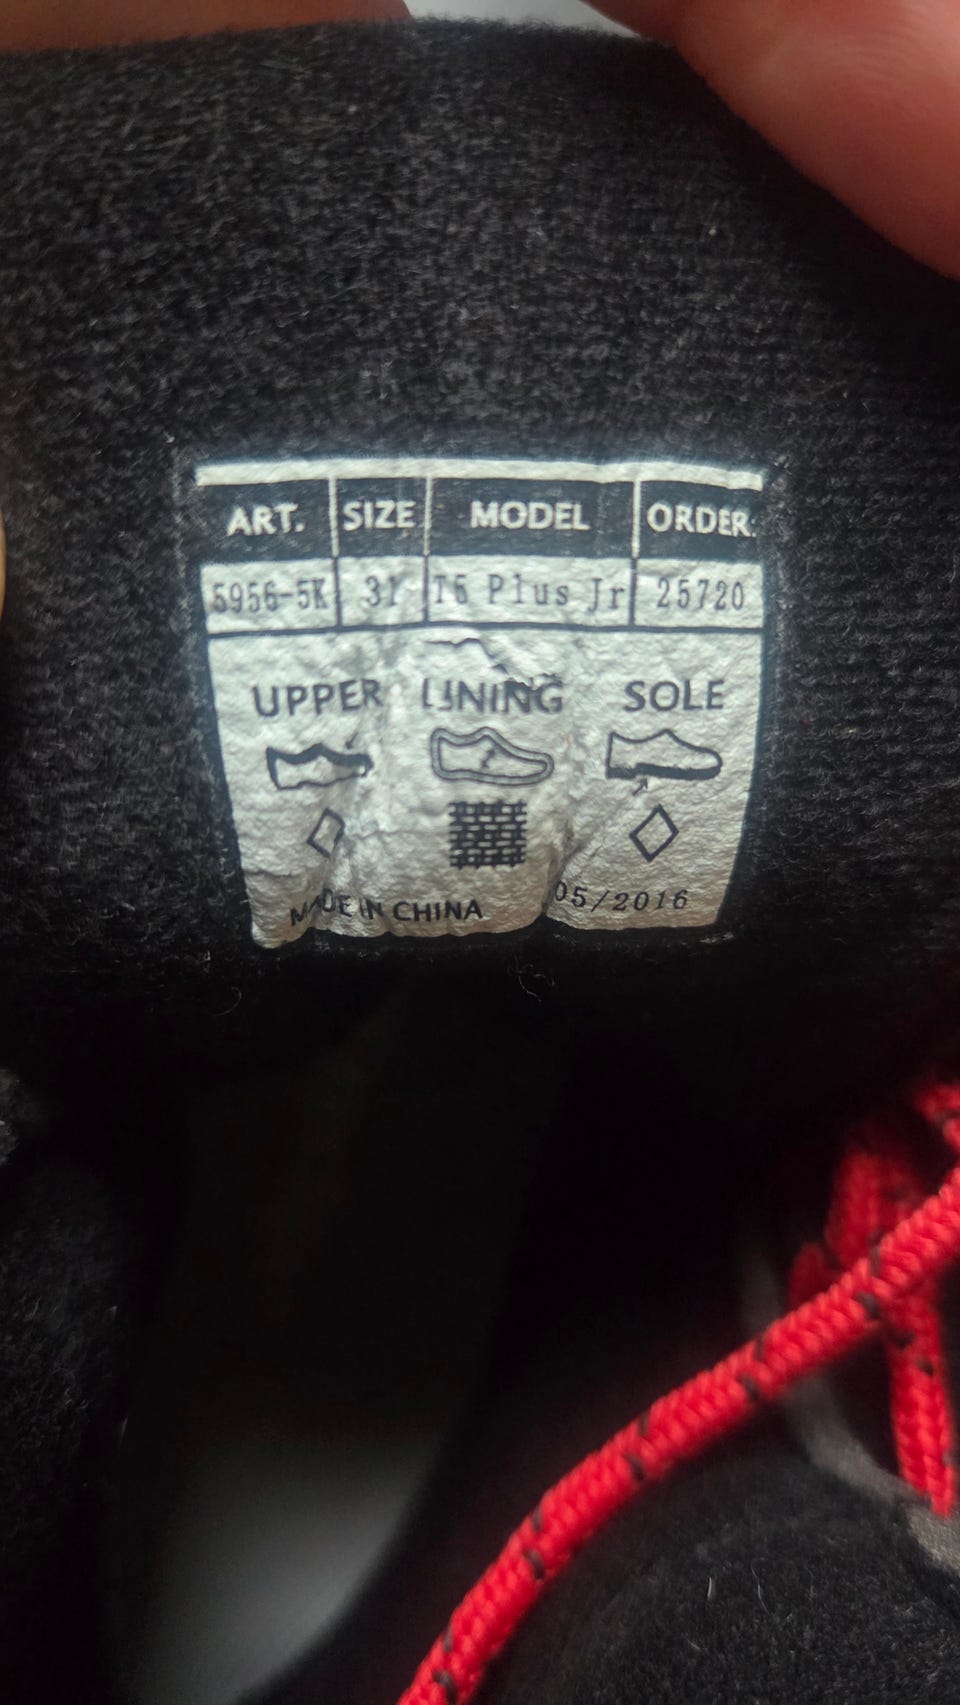 ART. SIZE MODEL ORDER.
5956-5K 31 T5 Plus Jr 25720
UPPER LINING SOLE
MADE IN CHINA 05/2016